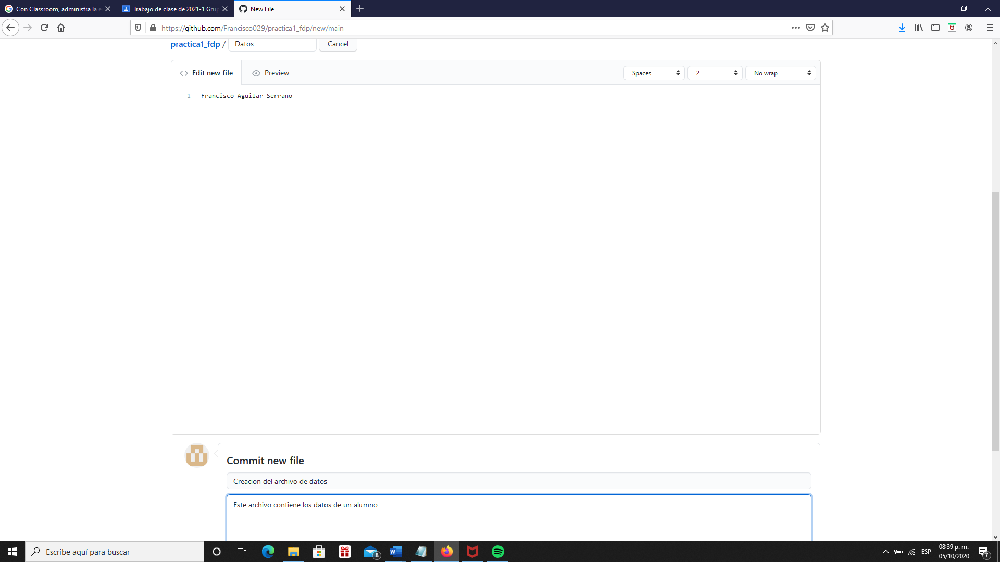 Con Classroom, administra la e
Trabajo de clase de 2021-1 Grup
New File
https://github.com/Francisco029/practica1_fdp/new/main
practica1_fdp / Datos Cancel
<> Edit new file Preview Spaces 2 No wrap
1 Francisco Aguilar Serrano
Commit new file
Creacion del archivo de datos
Este archivo contiene los datos de un alumno
Escribe aquí para buscar
8
W
ESP
08:39 p. m.
05/10/2020
7